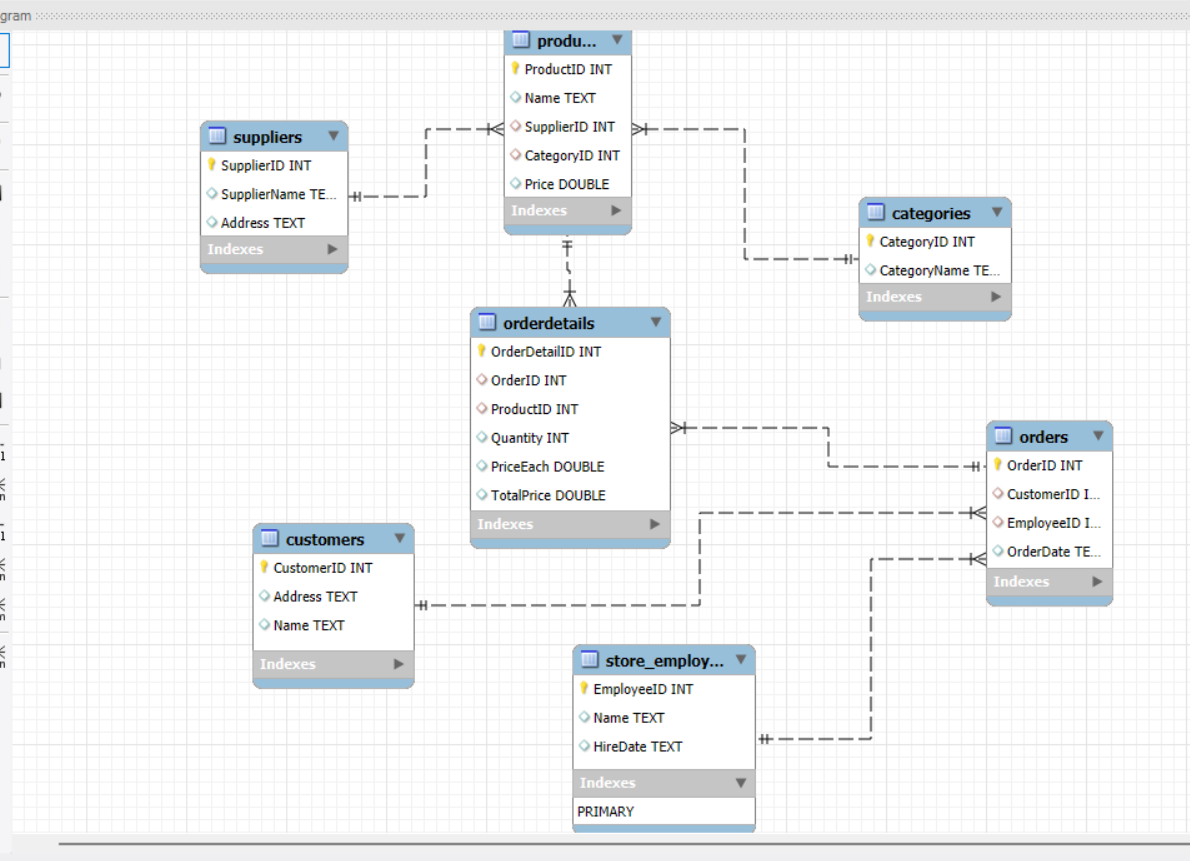 gram
produ...
ProductID INT
Name TEXT
SupplierID INT
CategoryID INT
Price DOUBLE
Indexes
suppliers
SupplierID INT
SupplierName TE...
Address TEXT
Indexes
categories
CategoryID INT
CategoryName TE...
Indexes
orderdetails
OrderDetailID INT
OrderID INT
ProductID INT
Quantity INT
PriceEach DOUBLE
TotalPrice DOUBLE
Indexes
orders
OrderID INT
CustomerID I...
EmployeeID I...
OrderDate TE...
Indexes
customers
CustomerID INT
Address TEXT
Name TEXT
Indexes
store_employ...
EmployeeID INT
Name TEXT
HireDate TEXT
Indexes
PRIMARY